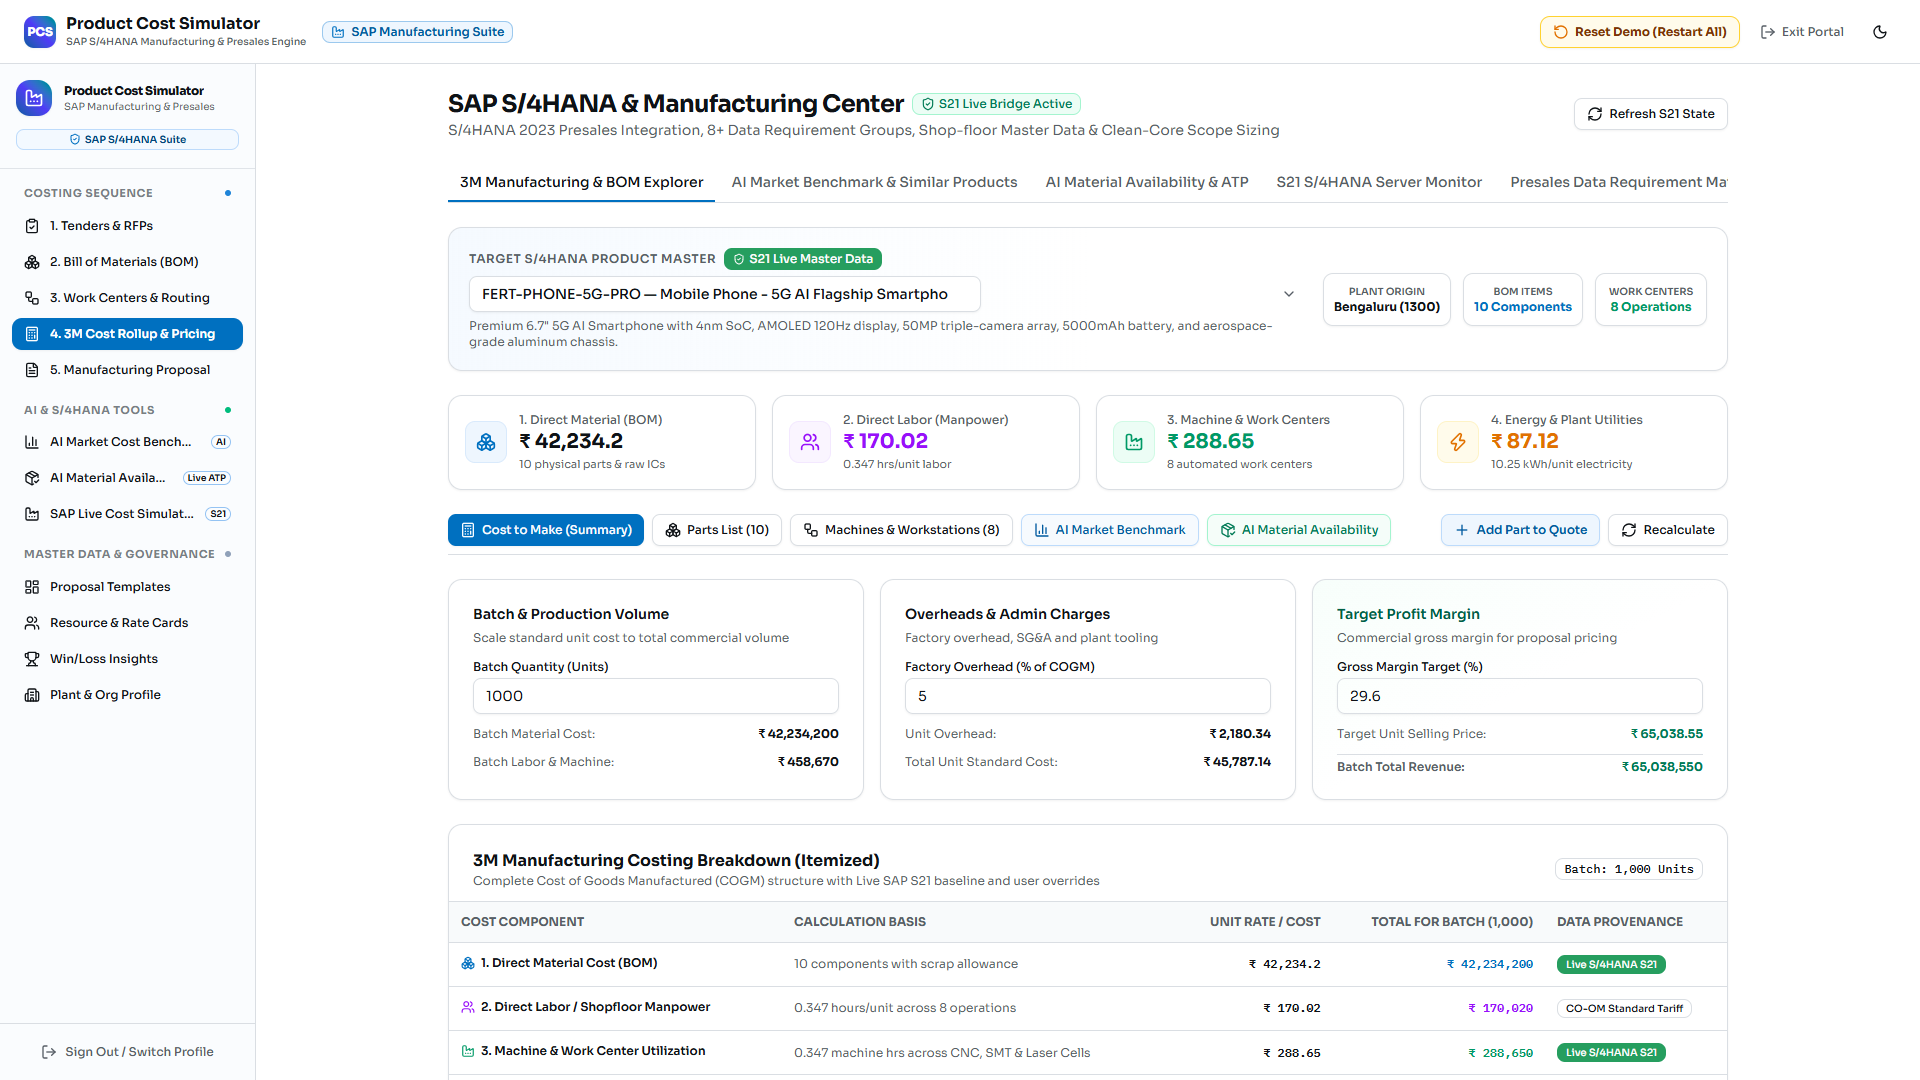 PCS
Product Cost Simulator
SAP S/4HANA Manufacturing & Presales Engine
SAP Manufacturing Suite
Reset Demo (Restart All)
Exit Portal
Product Cost Simulator
SAP Manufacturing & Presales
SAP S/4HANA Suite
COSTING SEQUENCE
1. Tenders & RFPs
2. Bill of Materials (BOM)
3. Work Centers & Routing
4. 3M Cost Rollup & Pricing
5. Manufacturing Proposal
AI & S/4HANA TOOLS
AI Market Cost Bench... AI
AI Material Availa... Live ATP
SAP Live Cost Simulat... S21
MASTER DATA & GOVERNANCE
Proposal Templates
Resource & Rate Cards
Win/Loss Insights
Plant & Org Profile
Sign Out / Switch Profile
SAP S/4HANA & Manufacturing Center
S21 Live Bridge Active
S/4HANA 2023 Presales Integration, 8+ Data Requirement Groups, Shop-floor Master Data & Clean-Core Scope Sizing
Refresh S21 State
3M Manufacturing & BOM Explorer
AI Market Benchmark & Similar Products
AI Material Availability & ATP
S21 S/4HANA Server Monitor
Presales Data Requirement Ma
TARGET S/4HANA PRODUCT MASTER
S21 Live Master Data
FERT-PHONE-5G-PRO — Mobile Phone - 5G AI Flagship Smartpho
Premium 6.7" 5G AI Smartphone with 4nm SoC, AMOLED 120Hz display, 50MP triple-camera array, 5000mAh battery, and aerospace-
grade aluminum chassis.
PLANT ORIGIN
Bengaluru (1300)
BOM ITEMS
10 Components
WORK CENTERS
8 Operations
1. Direct Material (BOM)
₹ 42,234.2
10 physical parts & raw ICs
2. Direct Labor (Manpower)
₹ 170.02
0.347 hrs/unit labor
3. Machine & Work Centers
₹ 288.65
8 automated work centers
4. Energy & Plant Utilities
₹ 87.12
10.25 kWh/unit electricity
Cost to Make (Summary)
Parts List (10)
Machines & Workstations (8)
AI Market Benchmark
AI Material Availability
Add Part to Quote
Recalculate
Batch & Production Volume
Scale standard unit cost to total commercial volume
Batch Quantity (Units)
1000
Batch Material Cost: ₹ 42,234,200
Batch Labor & Machine: ₹ 458,670
Overheads & Admin Charges
Factory overhead, SG&A and plant tooling
Factory Overhead (% of COGM)
5
Unit Overhead: ₹ 2,180.34
Total Unit Standard Cost: ₹ 45,787.14
Target Profit Margin
Commercial gross margin for proposal pricing
Gross Margin Target (%)
29.6
Target Unit Selling Price: ₹ 65,038.55
Batch Total Revenue: ₹ 65,038,550
3M Manufacturing Costing Breakdown (Itemized)
Complete Cost of Goods Manufactured (COGM) structure with Live SAP S21 baseline and user overrides
Batch: 1,000 Units
COST COMPONENT CALCULATION BASIS UNIT RATE / COST TOTAL FOR BATCH (1,000) DATA PROVENANCE
1. Direct Material Cost (BOM) 10 components with scrap allowance ₹ 42,234.2 ₹ 42,234,200 Live S/4HANA S21
2. Direct Labor / Shopfloor Manpower 0.347 hours/unit across 8 operations ₹ 170.02 ₹ 170,020 CO-OM Standard Tariff
3. Machine & Work Center Utilization 0.347 machine hrs across CNC, SMT & Laser Cells ₹ 288.65 ₹ 288,650 Live S/4HANA S21